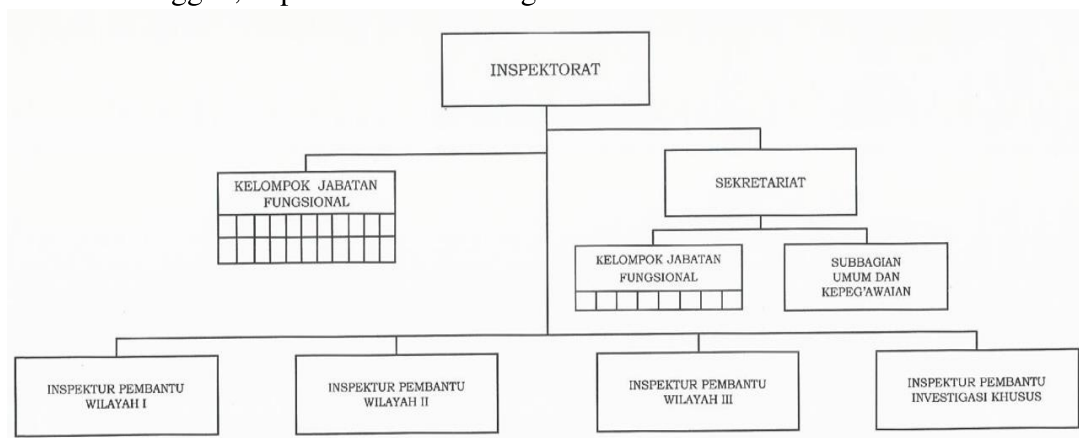 INSPEKTORAT
KELOMPOK JABATAN
FUNGSIONAL
SEKRETARIAT
KELOMPOK JABATAN
FUNGSIONAL
SUBBAGIAN
UMUM DAN
KEPEG'AWAIAN
INSPEKTUR PEMBANTU
WILAYAH I
INSPEKTUR PEMBANTU
WILAYAH II
INSPEKTUR PEMBANTU
WILAYAH III
INSPEKTUR PEMBANTU
INVESTIGASI KHUSUS